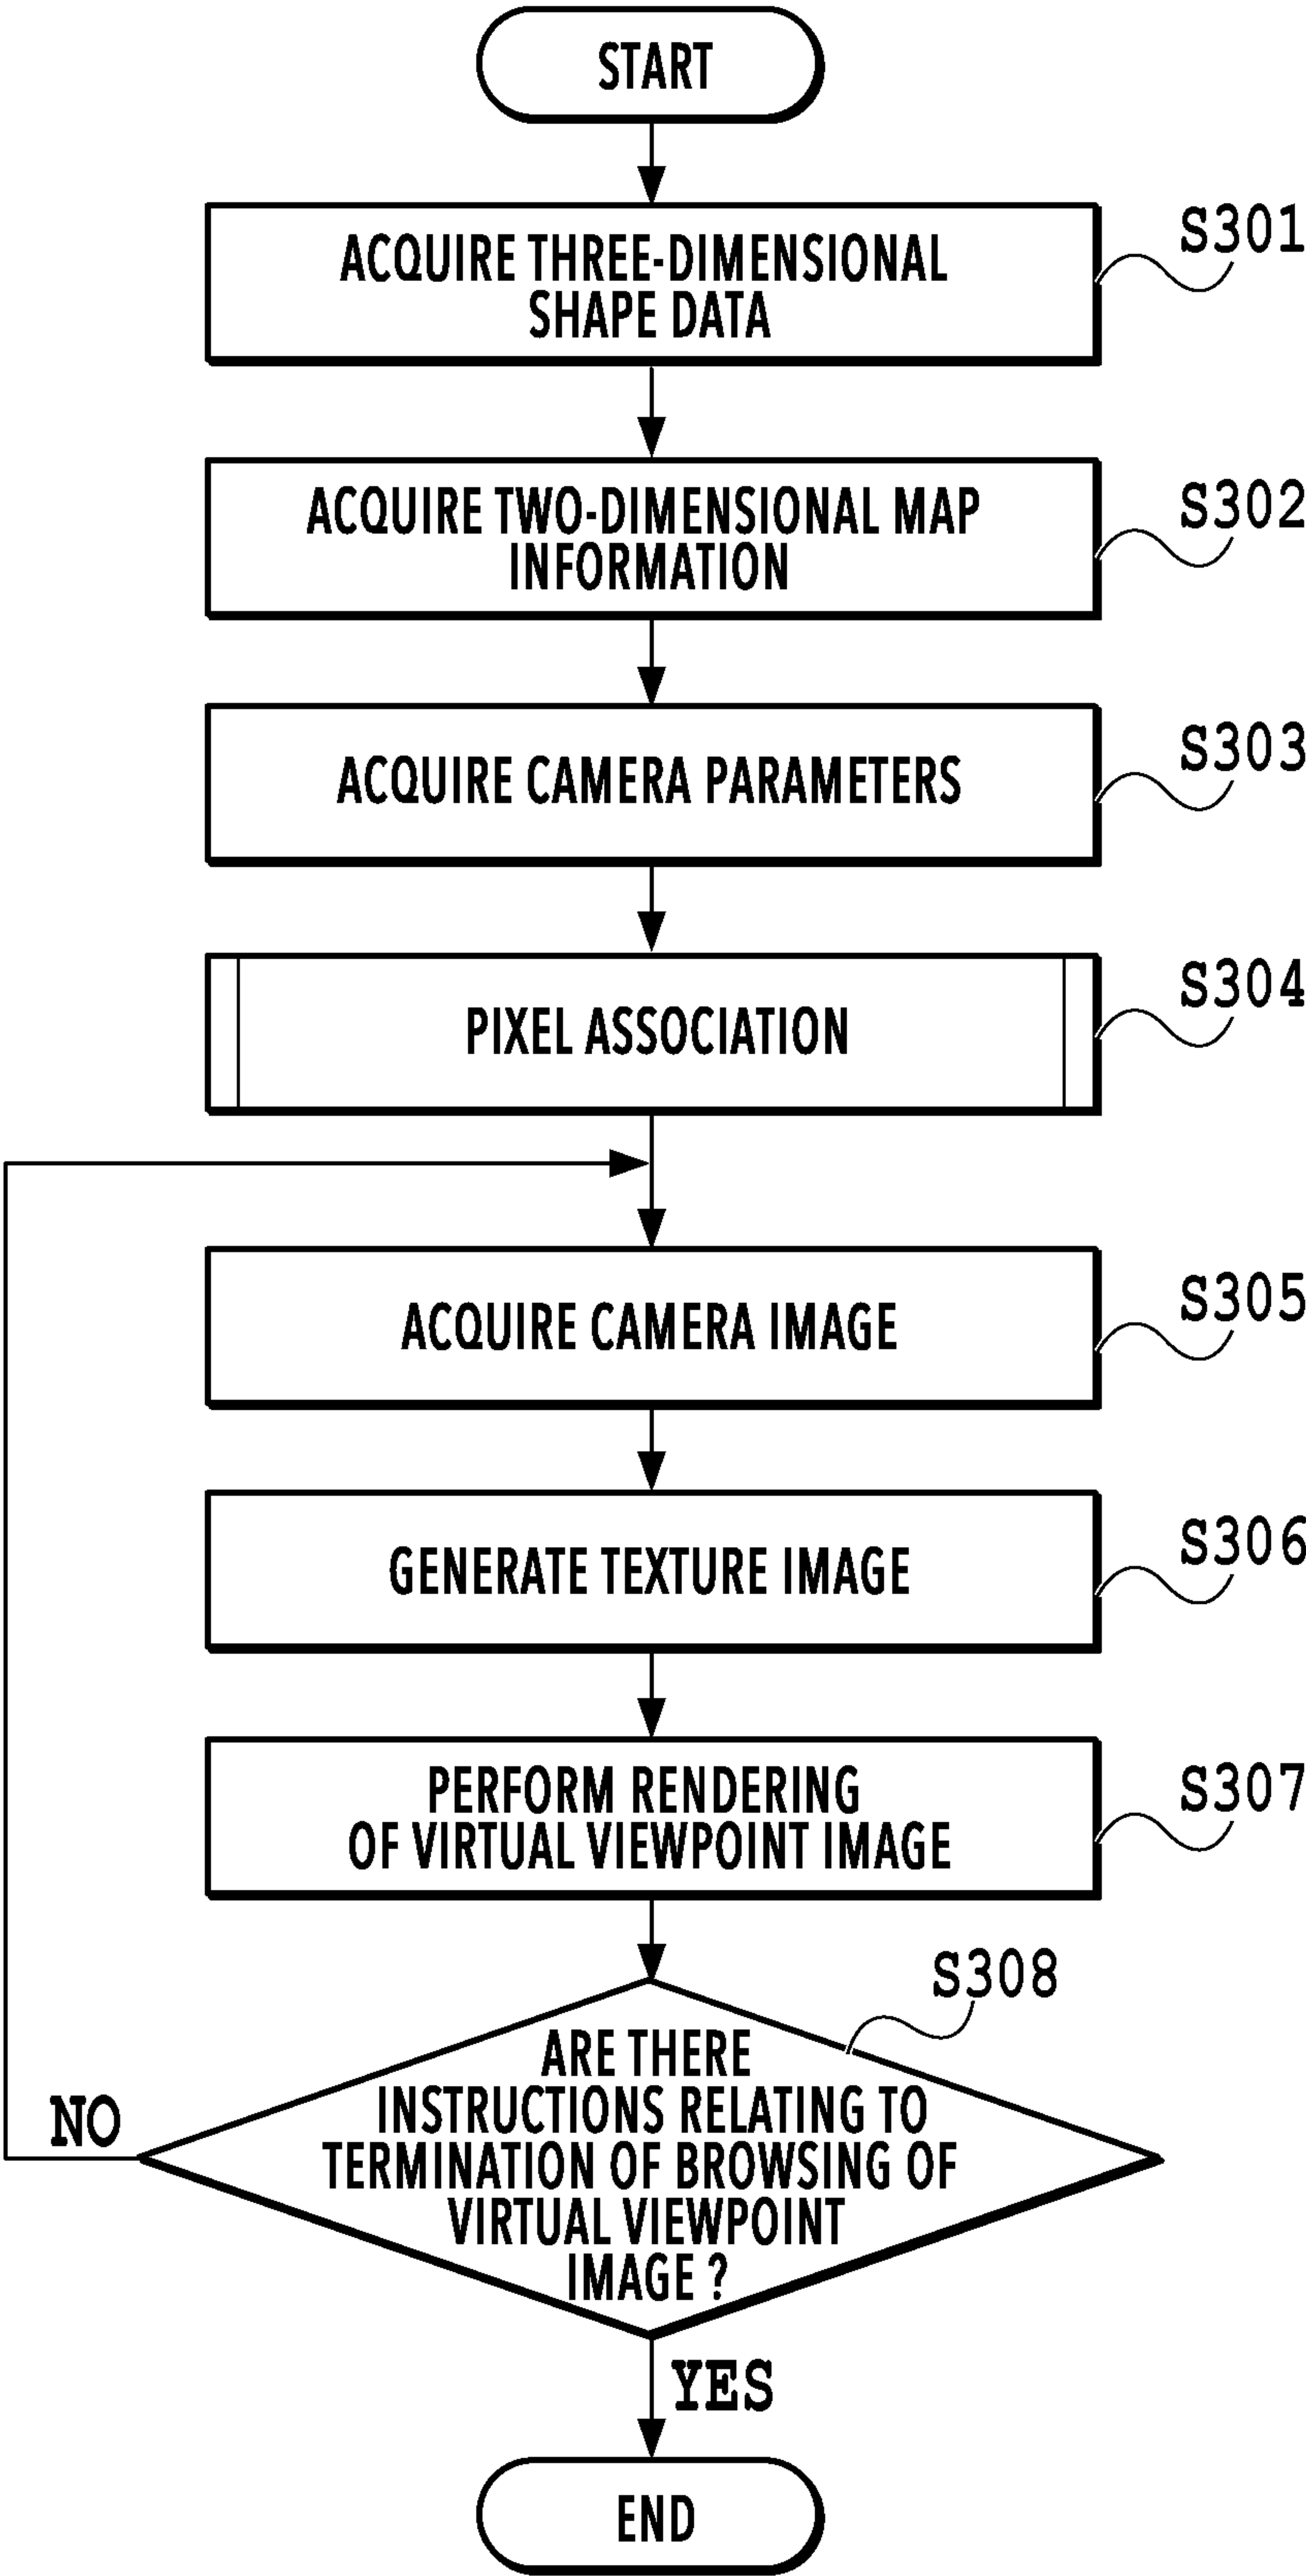 START
ACQUIRE THREE-DIMENSIONAL
SHAPE DATA
S301
ACQUIRE TWO-DIMENSIONAL MAP
INFORMATION
S302
ACQUIRE CAMERA PARAMETERS
S303
PIXEL ASSOCIATION
S304
ACQUIRE CAMERA IMAGE
S305
GENERATE TEXTURE IMAGE
S306
PERFORM RENDERING
OF VIRTUAL VIEWPOINT IMAGE
S307
S308
ARE THERE
INSTRUCTIONS RELATING TO
TERMINATION OF BROWSING OF
VIRTUAL VIEWPOINT
IMAGE ?
NO
YES
END